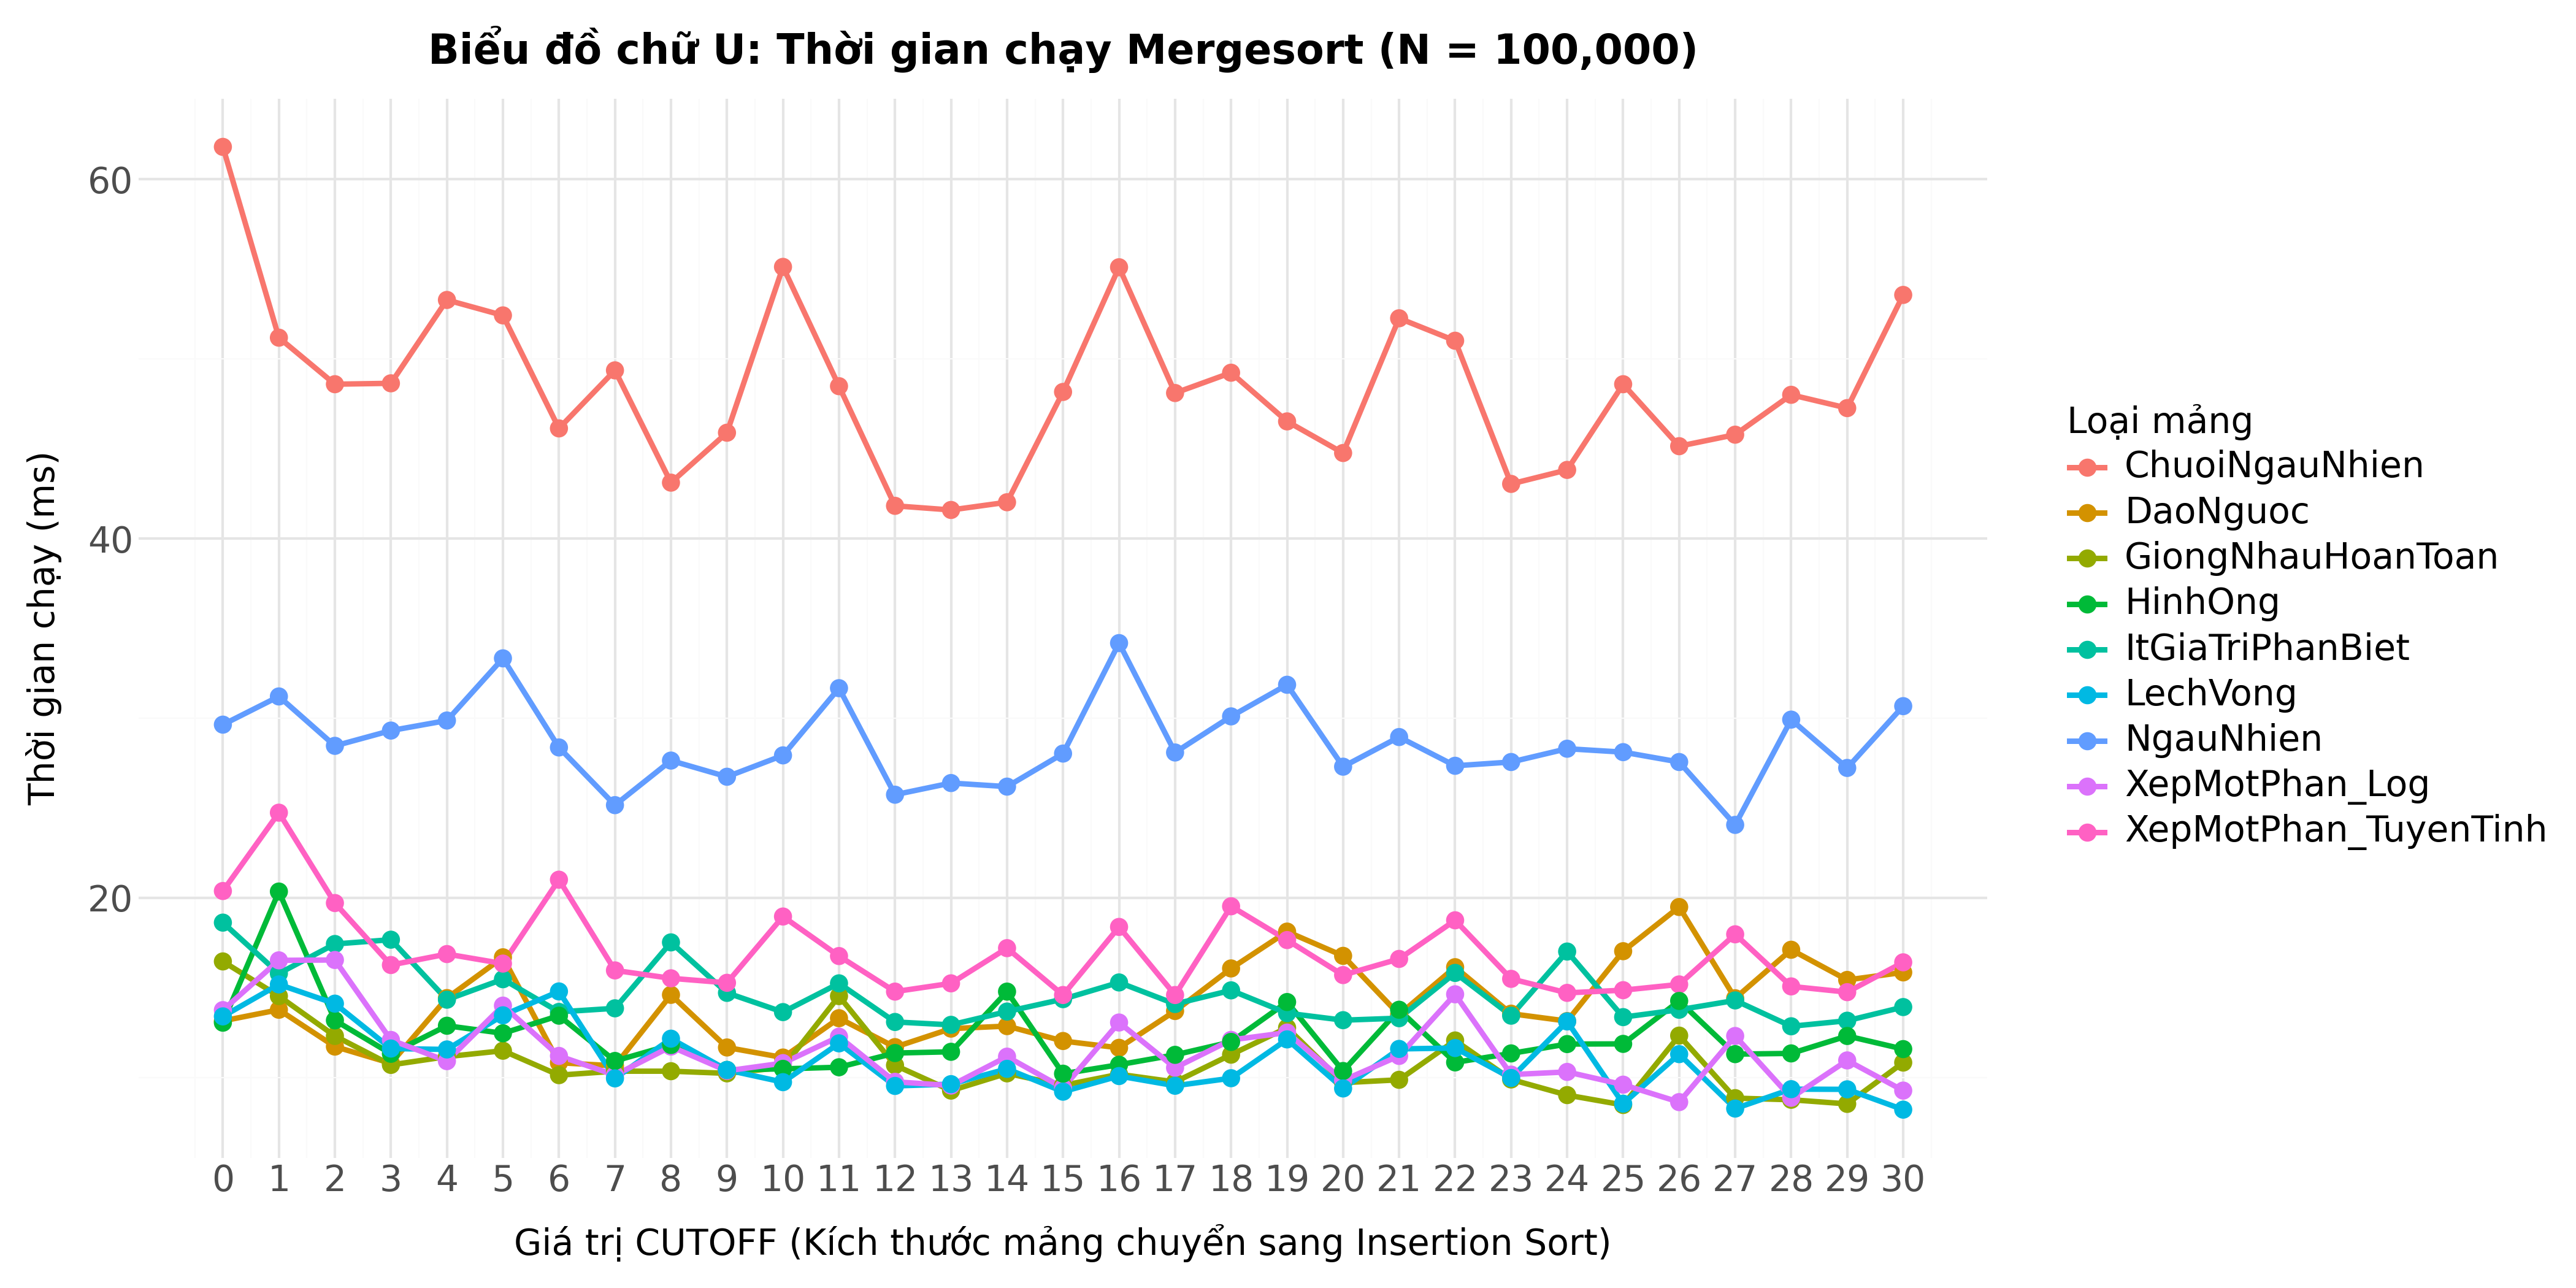 Biểu đồ chữ U: Thời gian chạy Mergesort (N = 100,000)
Thời gian chạy (ms)
60
40
20
0 1 2 3 4 5 6 7 8 9 10 11 12 13 14 15 16 17 18 19 20 21 22 23 24 25 26 27 28 29 30
Giá trị CUTOFF (Kích thước mảng chuyển sang Insertion Sort)
Loại mảng
ChuoiNgauNhien
DaoNguoc
GiongNhauHoanToan
HinhOng
ItGiaTriPhanBiet
LechVong
NgauNhien
XepMotPhan_Log
XepMotPhan_TuyenTinh